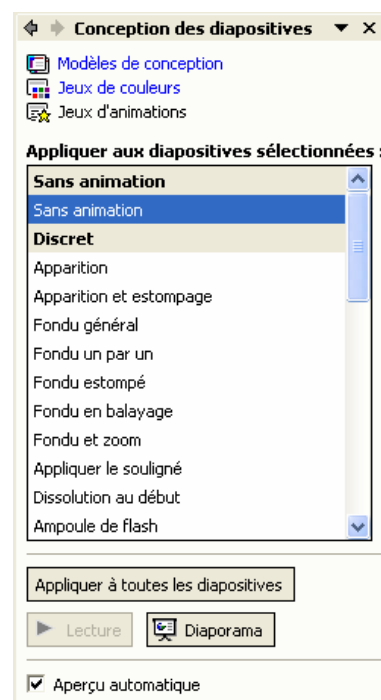 Conception des diapositives
Modèles de conception
Jeux de couleurs
Jeux d'animations
Appliquer aux diapositives sélectionnées :
Sans animation
Sans animation
Discret
Apparition
Apparition et estompage
Fondu général
Fondu un par un
Fondu estompé
Fondu en balayage
Fondu et zoom
Appliquer le souligné
Dissolution au début
Ampoule de flash
Appliquer à toutes les diapositives
Lecture
Diaporama
Aperçu automatique